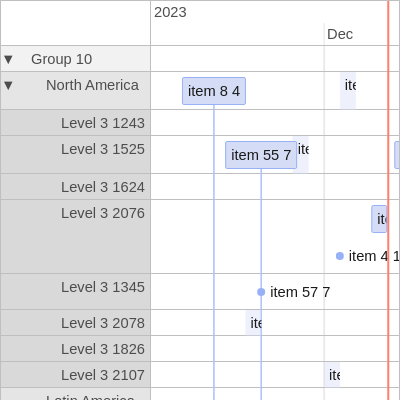 2023
Dec
▼ Group 10
▼ North America
item 8 4
ite
Level 3 1243
Level 3 1525
item 55 7
ite
Level 3 1624
Level 3 2076
ite
item 4 1
Level 3 1345
item 57 7
Level 3 2078
ite
Level 3 1826
Level 3 2107
ite
Latin America